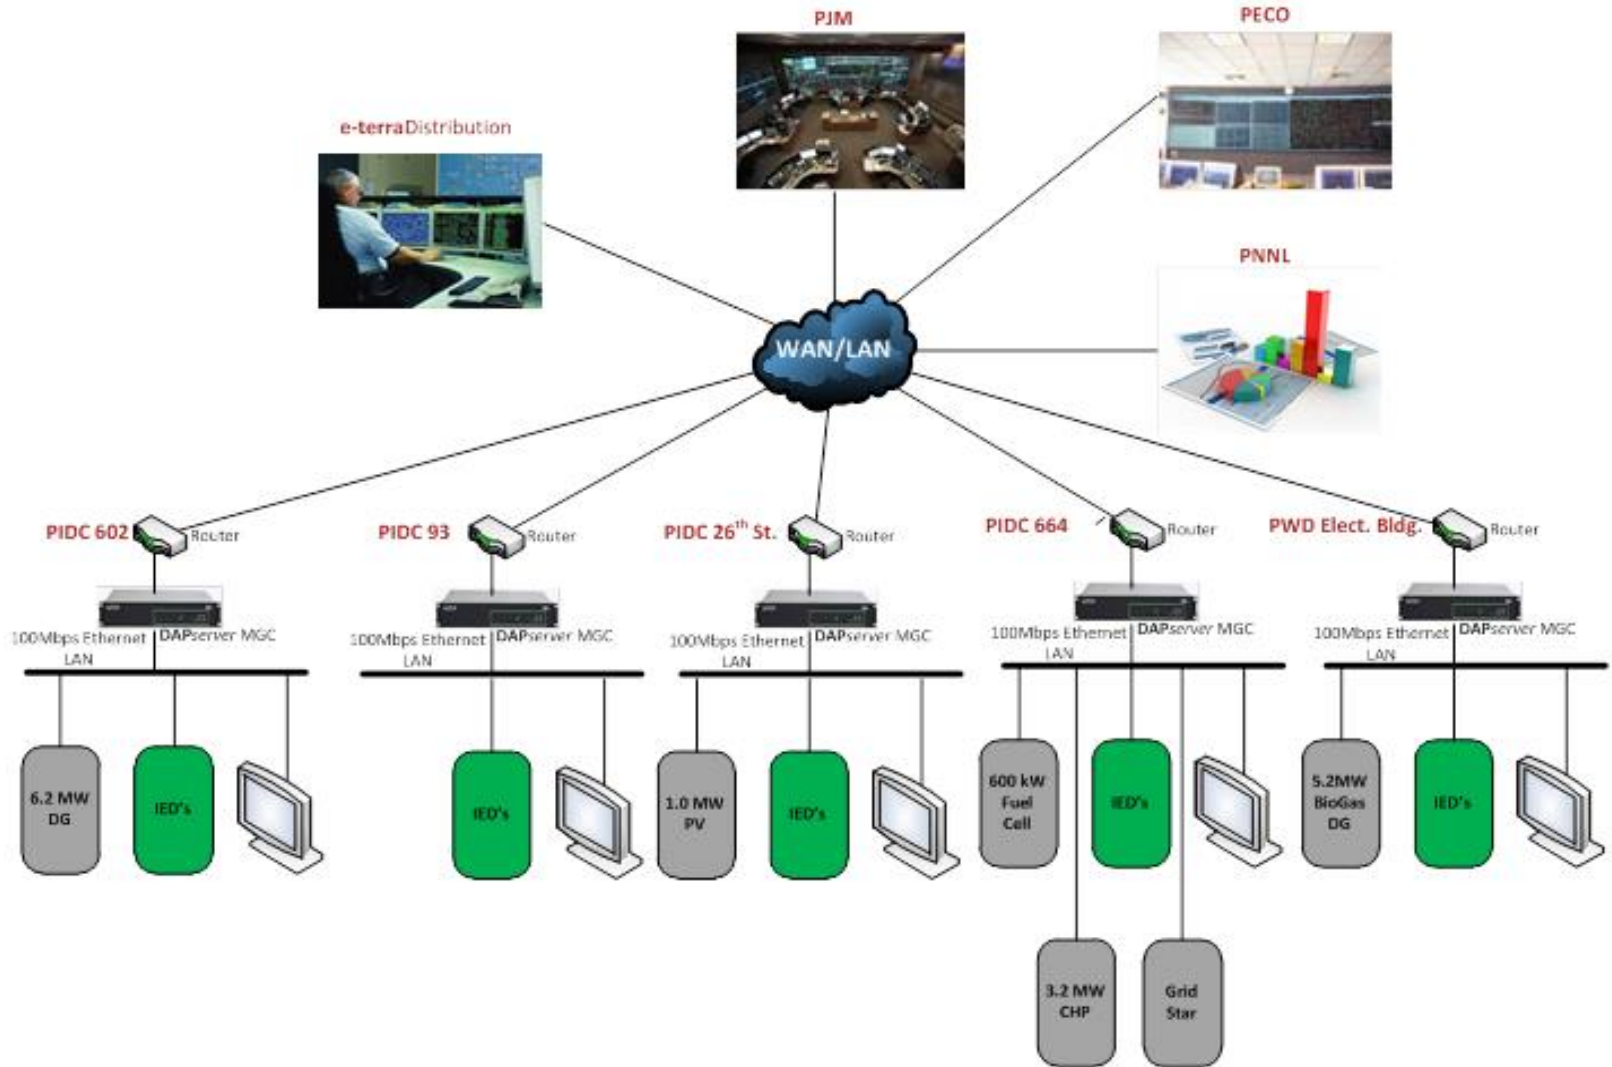 PJM
PECO
e-terraDistribution
PNNL
WAN/LAN
PIDC 602
Router
PIDC 93
Router
PIDC 26th St.
Router
PIDC 664
Router
PWD Elect. Bldg.
Router
100Mbps Ethernet
LAN
DAPserver MGC
100Mbps Ethernet
LAN
DAPserver MGC
100Mbps Ethernet
LAN
DAPserver MGC
100Mbps Ethernet
LAN
DAPserver MGC
100Mbps Ethernet
LAN
DAPserver MGC
6.2 MW
DG
IED's
IED's
1.0 MW
PV
IED's
600 kW
Fuel
Cell
IED's
5.2MW
BioGas
DG
IED's
3.2 MW
CHP
Grid
Star